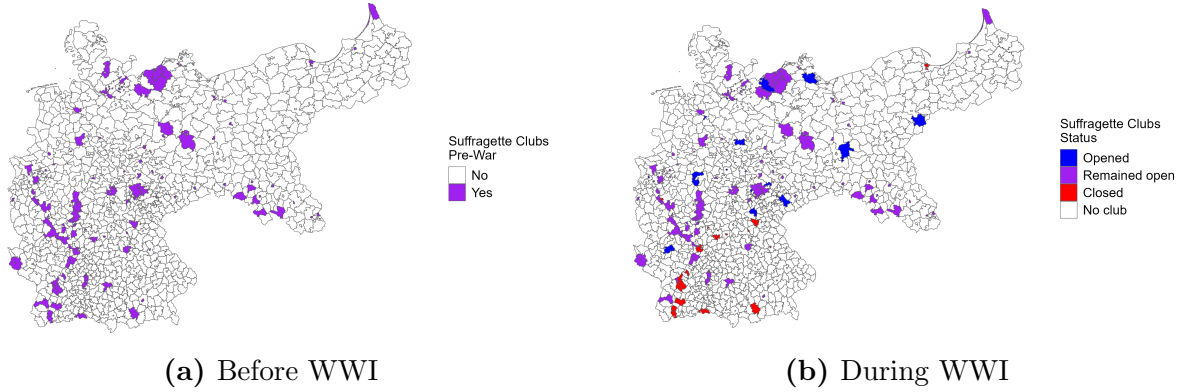 Suffragette Clubs
Pre-War
No
Yes
Suffragette Clubs
Status
Opened
Remained open
Closed
No club
(a) Before WWI
(b) During WWI